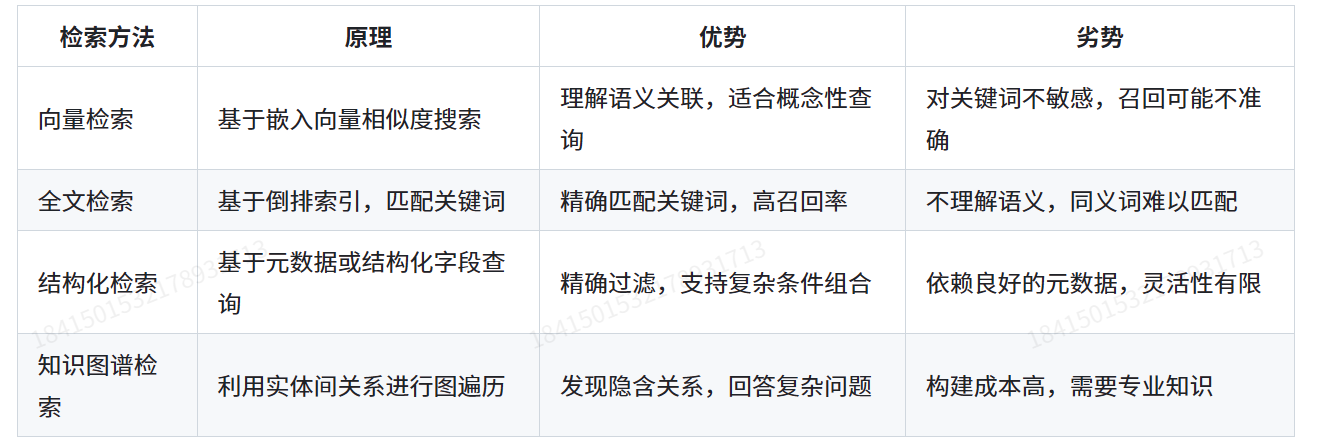 检索方法 原理 优势 劣势
向量检索 基于嵌入向量相似度搜索 理解语义关联，适合概念性查
询 对关键词不敏感，召回可能不准
确
全文检索 基于倒排索引，匹配关键词 精确匹配关键词，高召回率 不理解语义，同义词难以匹配
结构化检索 基于元数据或结构化字段查
询 精确过滤，支持复杂条件组合 依赖良好的元数据，灵活性有限
知识图谱检
索 利用实体间关系进行图遍历 发现隐含关系，回答复杂问题 构建成本高，需要专业知识